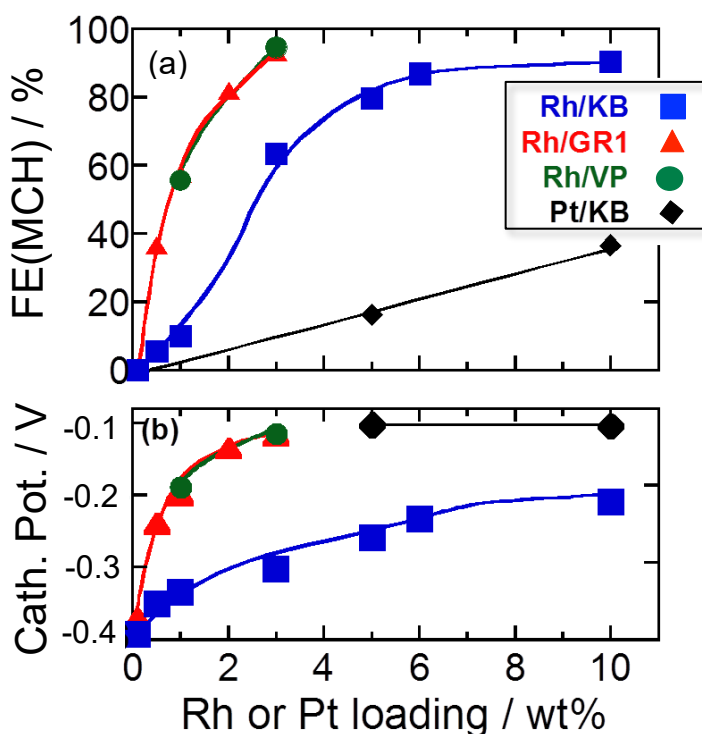 100
(a)
80
60
40
20
0
FE(MCH) / %
Rh/KB
Rh/GR1
Rh/VP
Pt/KB
(b)
-0.1
-0.2
-0.3
-0.4
Cath. Pot. / V
0 2 4 6 8 10
Rh or Pt loading / wt%